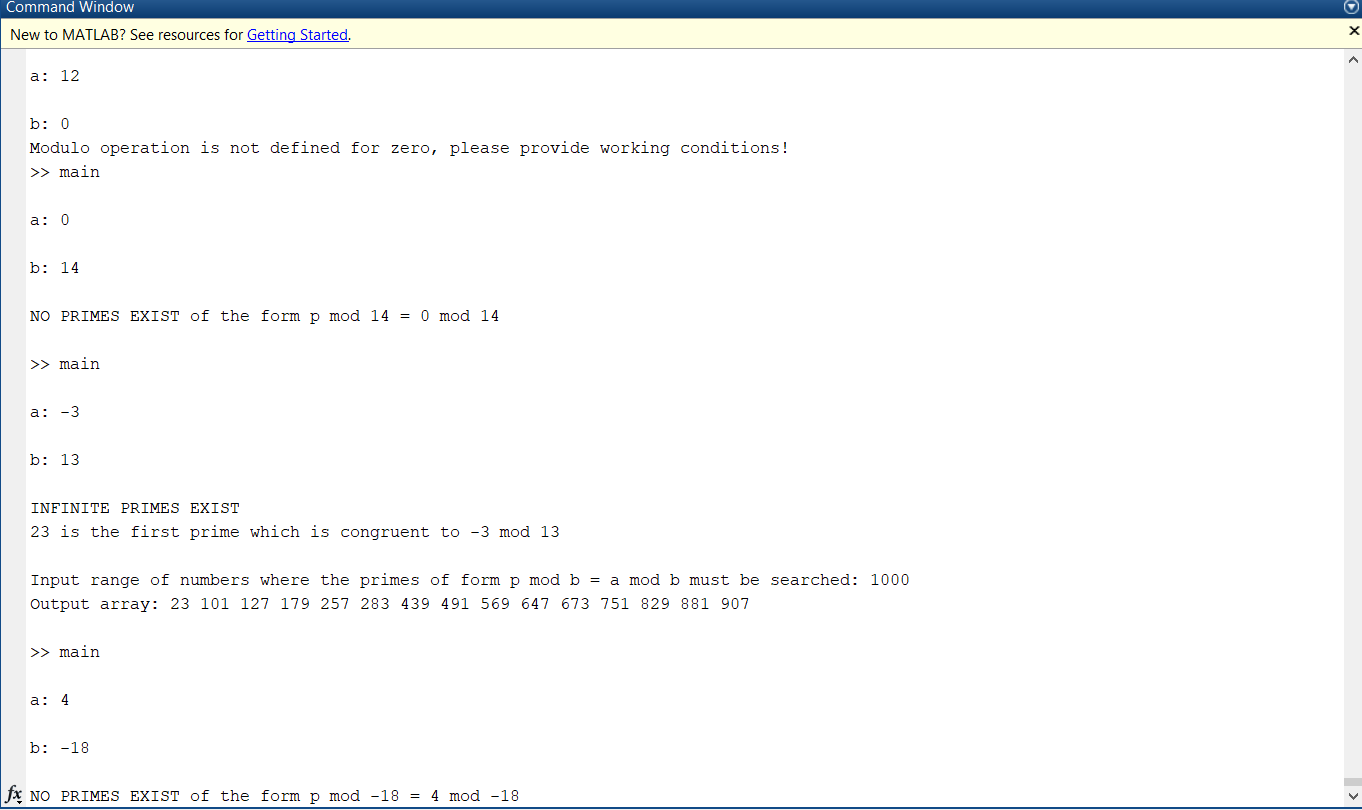 Command Window
New to MATLAB? See resources for Getting Started.
a: 12
b: 0
Modulo operation is not defined for zero, please provide working conditions!
>> main
a: 0
b: 14
NO PRIMES EXIST of the form p mod 14 = 0 mod 14
>> main
a: -3
b: 13
INFINITE PRIMES EXIST
23 is the first prime which is congruent to -3 mod 13
Input range of numbers where the primes of form p mod b = a mod b must be searched: 1000
Output array: 23 101 127 179 257 283 439 491 569 647 673 751 829 881 907
>> main
a: 4
b: -18
fx NO PRIMES EXIST of the form p mod -18 = 4 mod -18